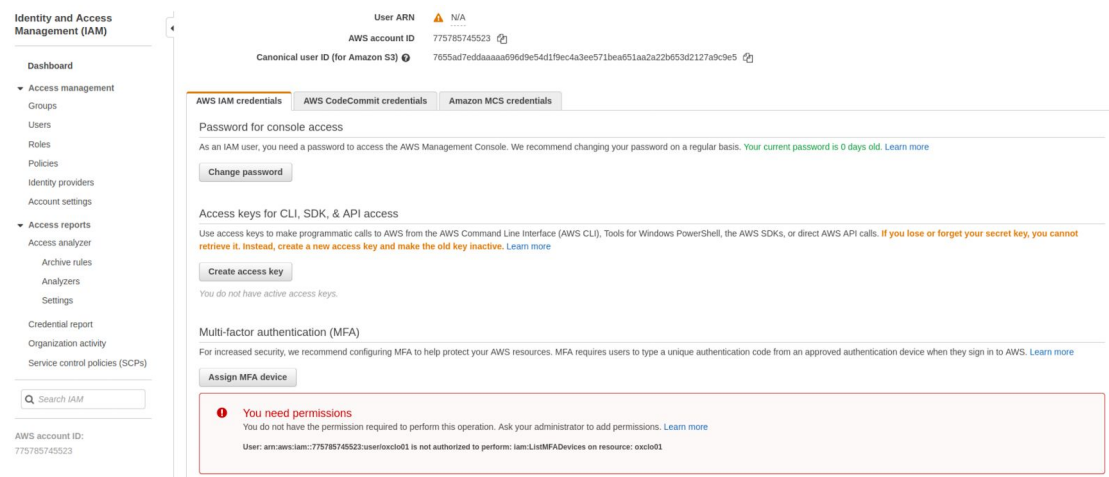 Identity and Access
Management (IAM)
Dashboard
Access management
Groups
Users
Roles
Policies
Identity providers
Account settings
Access reports
Access analyzer
Archive rules
Analyzers
Settings
Credential report
Organization activity
Service control policies (SCPs)
Search IAM
AWS account ID:
775785745523
User ARN N/A
AWS account ID 775785745523
Canonical user ID (for Amazon S3) 7655ad7eddaaaaa696d9e54d1f9ec4a3ee571bea651aa2a22b653d2127a9c9e5
AWS IAM credentials AWS CodeCommit credentials Amazon MCS credentials
Password for console access
As an IAM user, you need a password to access the AWS Management Console. We recommend changing your password on a regular basis. Your current password is 0 days old. Learn more
Change password
Access keys for CLI, SDK, & API access
Use access keys to make programmatic calls to AWS from the AWS Command Line Interface (AWS CLI), Tools for Windows PowerShell, the AWS SDKs, or direct AWS API calls. If you lose or forget your secret key, you cannot
retrieve it. Instead, create a new access key and make the old key inactive. Learn more
Create access key
You do not have active access keys.
Multi-factor authentication (MFA)
For increased security, we recommend configuring MFA to help protect your AWS resources. MFA requires users to type a unique authentication code from an approved authentication device when they sign in to AWS. Learn more
Assign MFA device
You need permissions
You do not have the permission required to perform this operation. Ask your administrator to add permissions. Learn more
User: arn:aws:iam::775785745523:user/oxclo01 is not authorized to perform: iam:ListMFADevices on resource: oxclo01